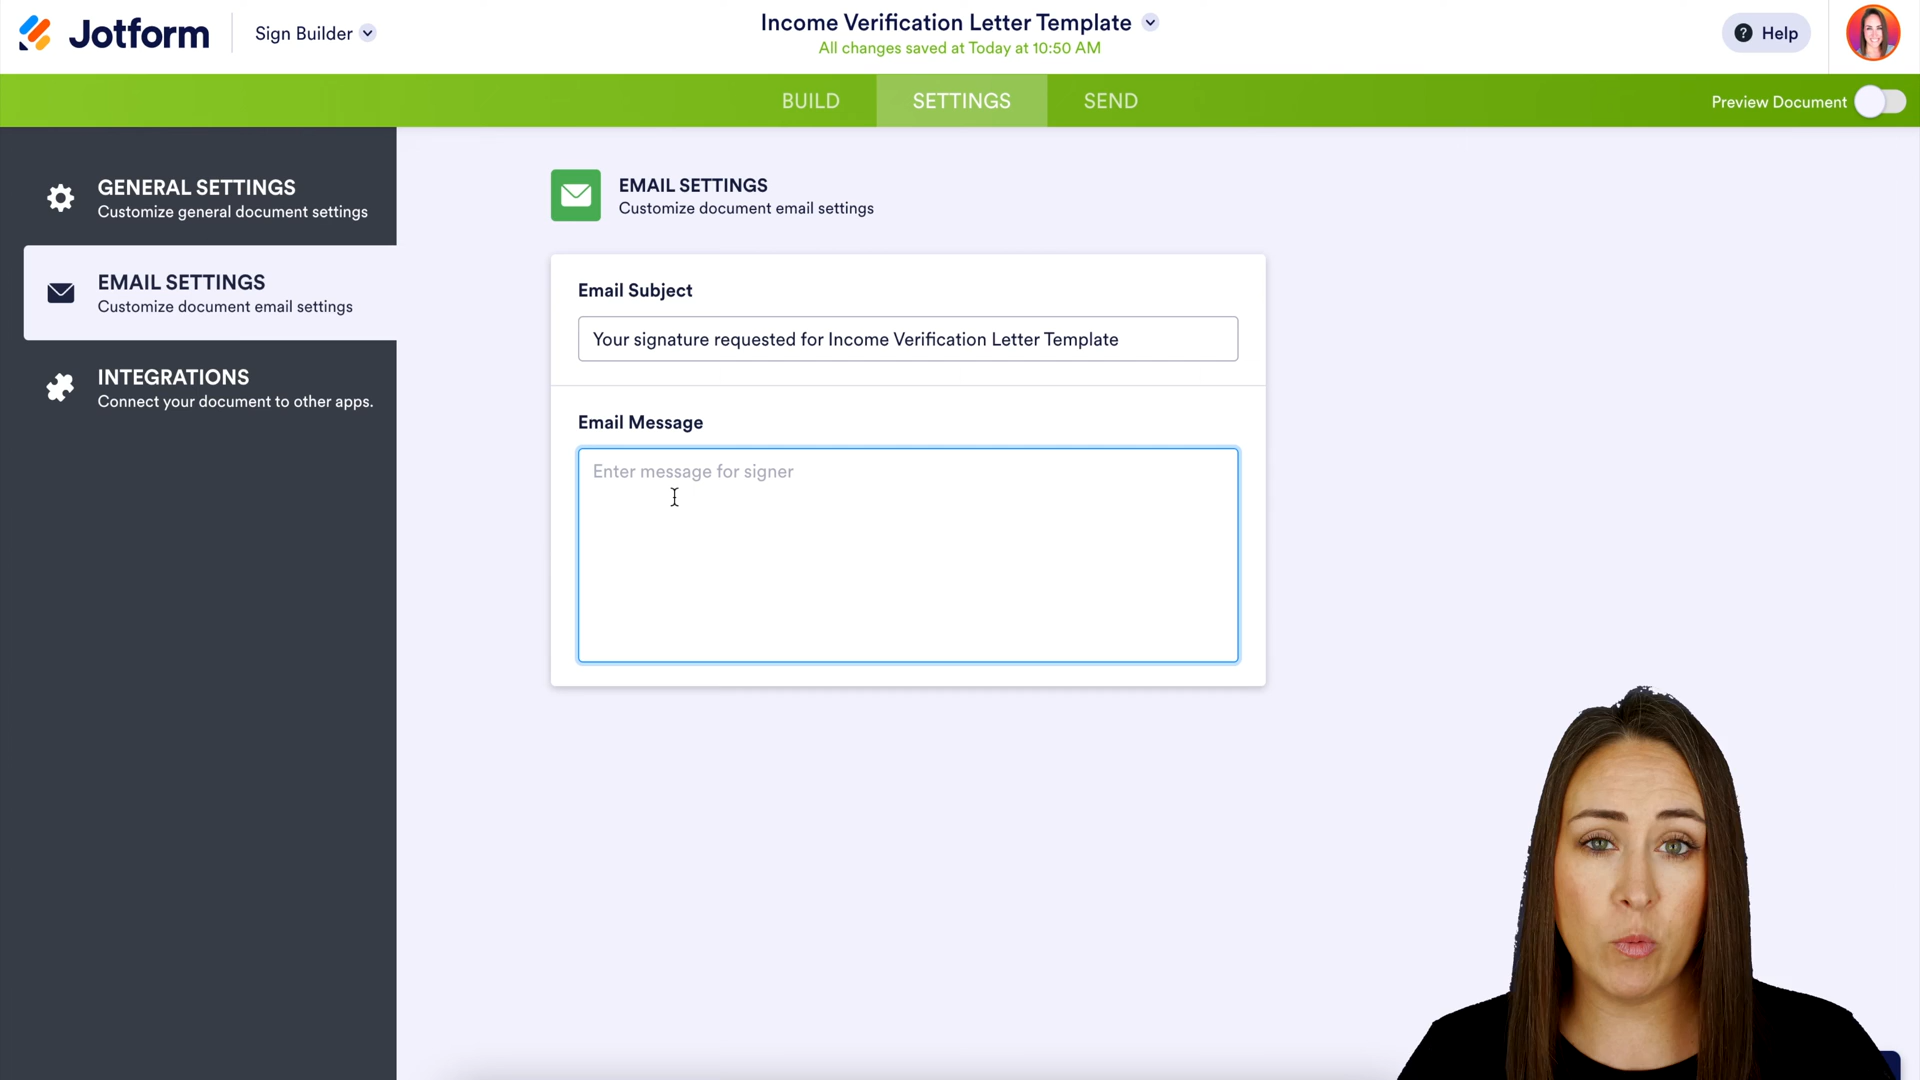 Jotform
Sign Builder
Income Verification Letter Template
All changes saved at Today at 10:50 AM
Help
BUILD
SETTINGS
SEND
Preview Document
GENERAL SETTINGS
Customize general document settings
EMAIL SETTINGS
Customize document email settings
INTEGRATIONS
Connect your document to other apps.
EMAIL SETTINGS
Customize document email settings
Email Subject
Your signature requested for Income Verification Letter Template
Email Message
Enter message for signer